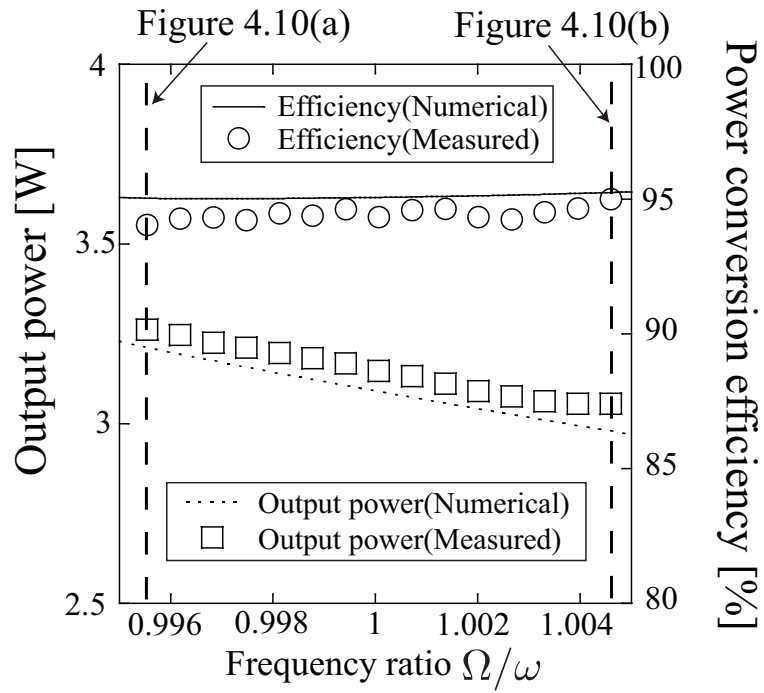 Figure 4.10(a)
Figure 4.10(b)
4
3.5
3
2.5
100
95
90
85
80
Efficiency(Numerical)
Efficiency(Measured)
Output power(Numerical)
Output power(Measured)
0.996
0.998
1
1.002
1.004
Frequency ratio Ω/ω
Output power [W]
Power conversion efficiency [%]